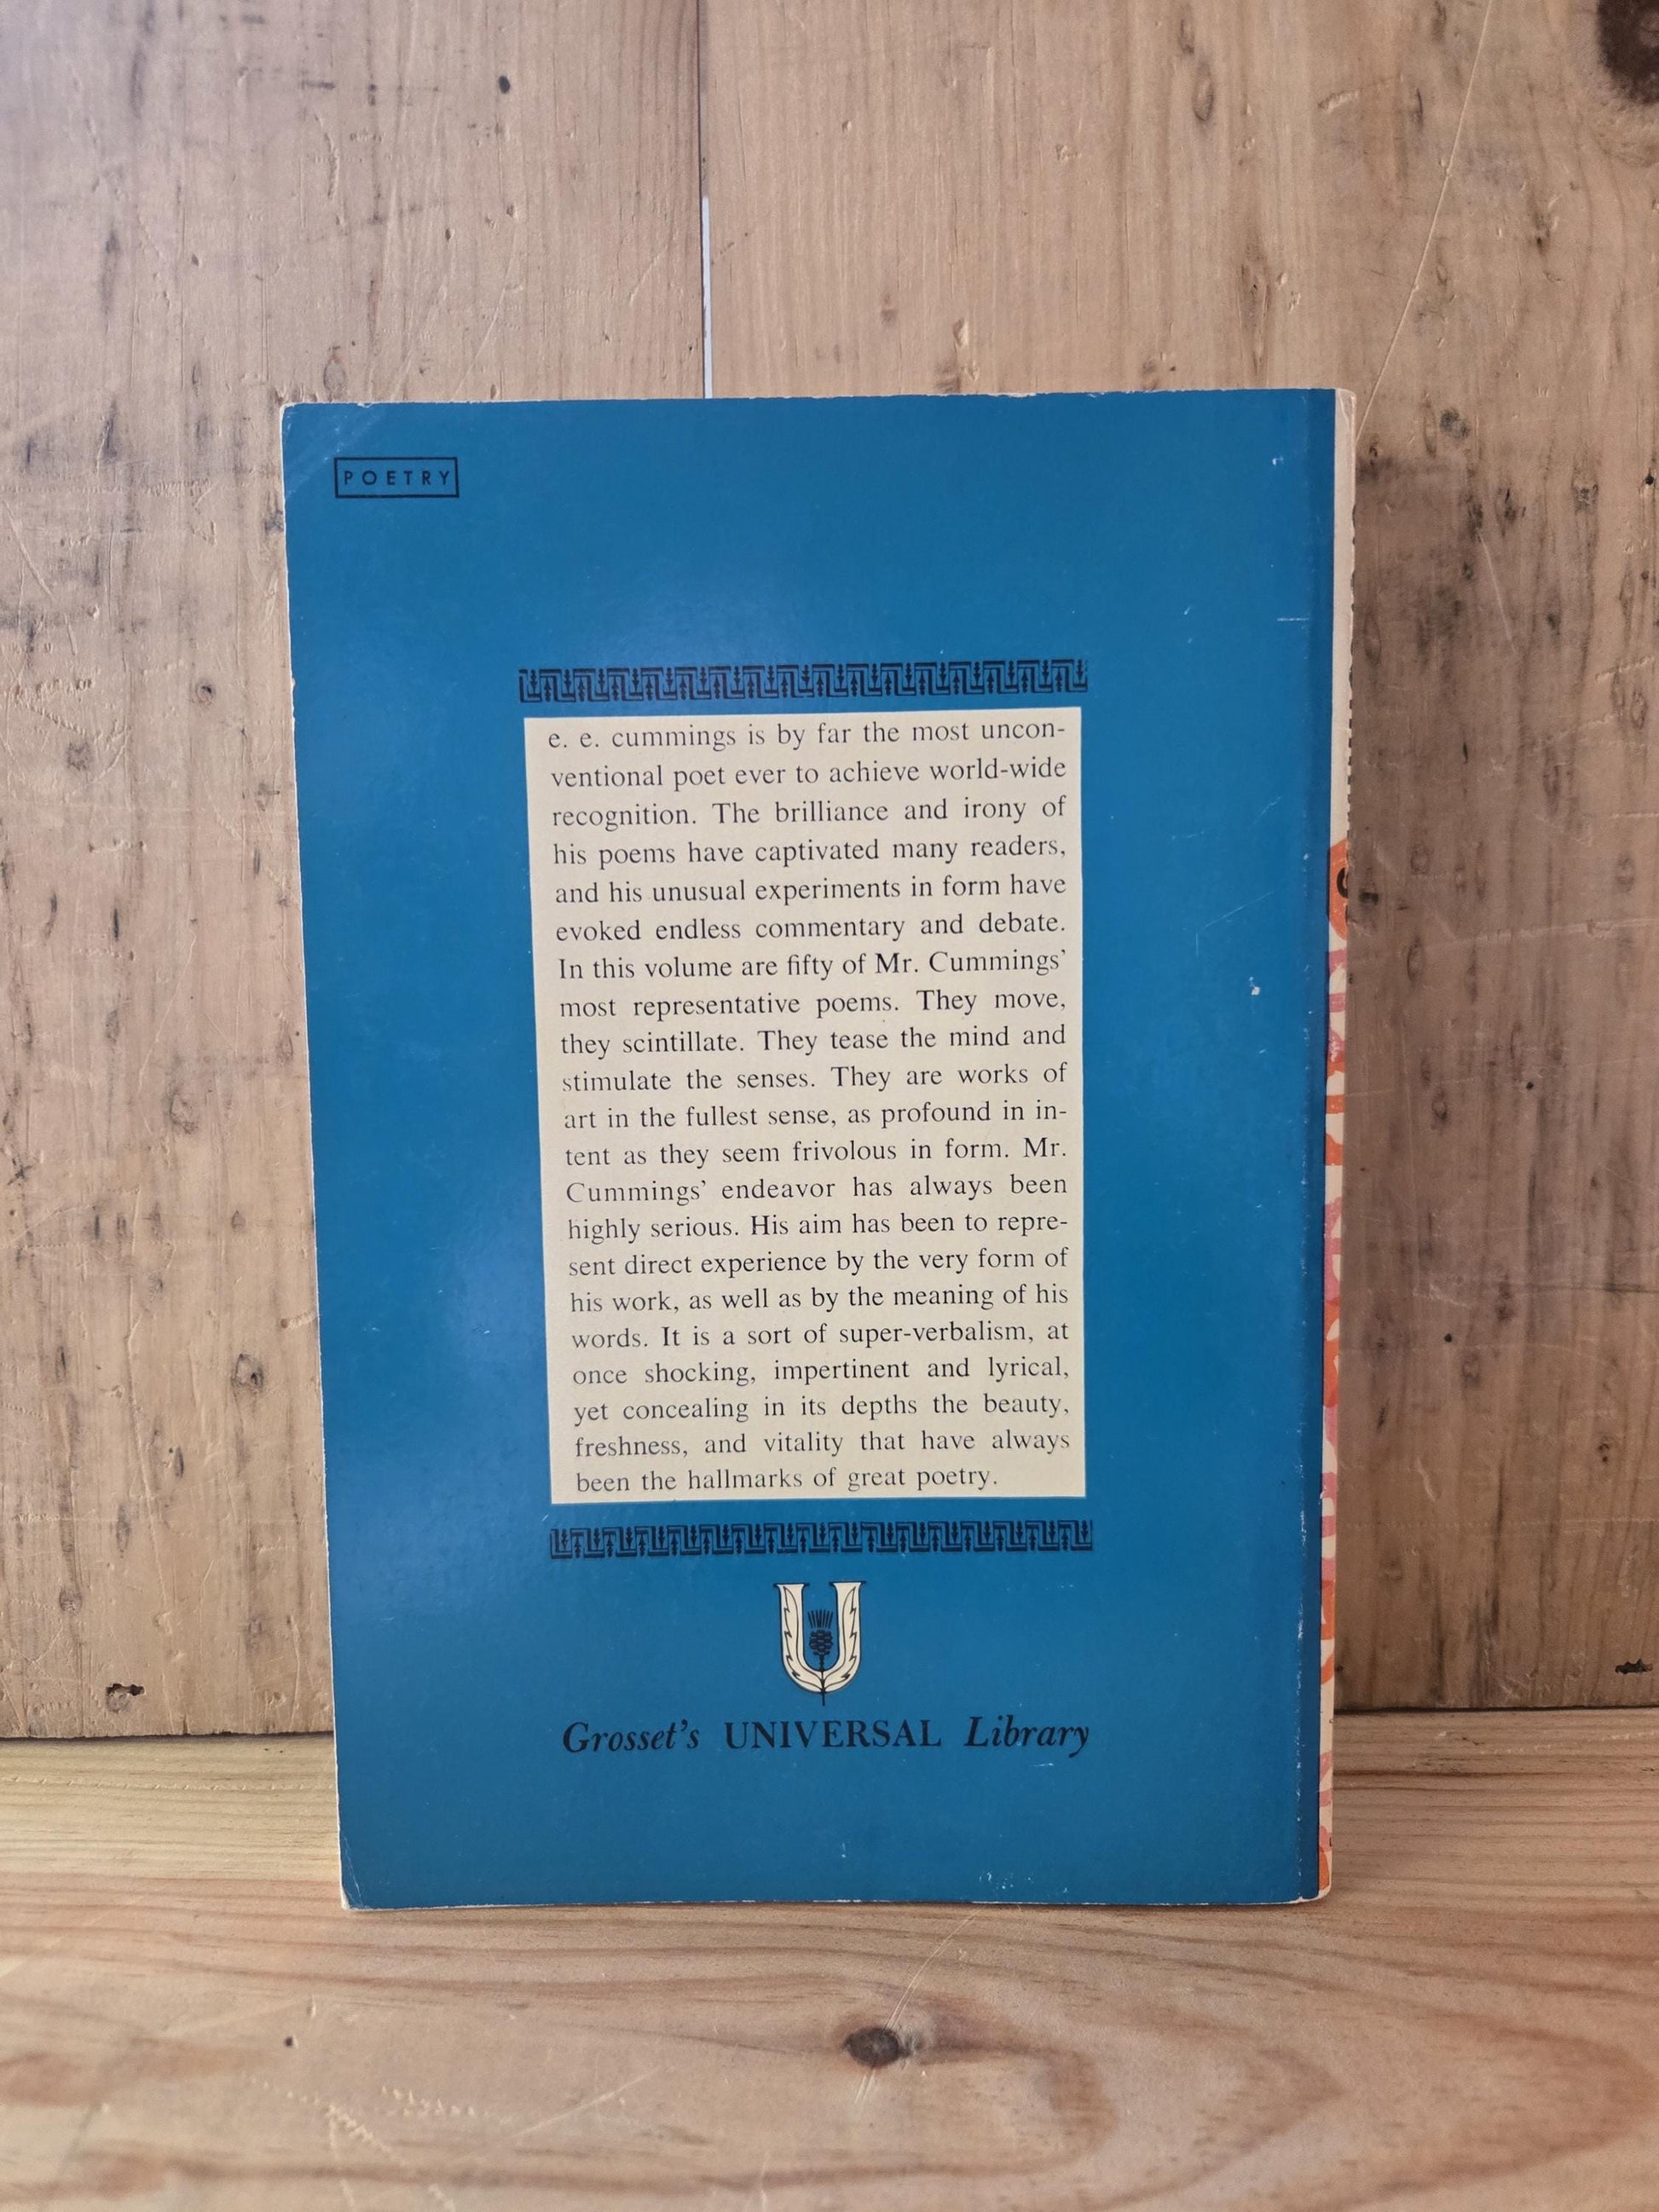 POETRY
e. e. cummings is by far the most uncon-
ventional poet ever to achieve world-wide
recognition. The brilliance and irony of
his poems have captivated many readers,
and his unusual experiments in form have
evoked endless commentary and debate.
In this volume are fifty of Mr. Cummings'
most representative poems. They move,
they scintillate. They tease the mind and
stimulate the senses. They are works of
art in the fullest sense, as profound in in-
tent as they seem frivolous in form. Mr.
Cummings' endeavor has always been
highly serious. His aim has been to repre-
sent direct experience by the very form of
his work, as well as by the meaning of his
words. It is a sort of super-verbalism, at
once shocking, impertinent and lyrical,
yet concealing in its depths the beauty,
freshness, and vitality that have always
been the hallmarks of great poetry.
U
Grosset's UNIVERSAL Library